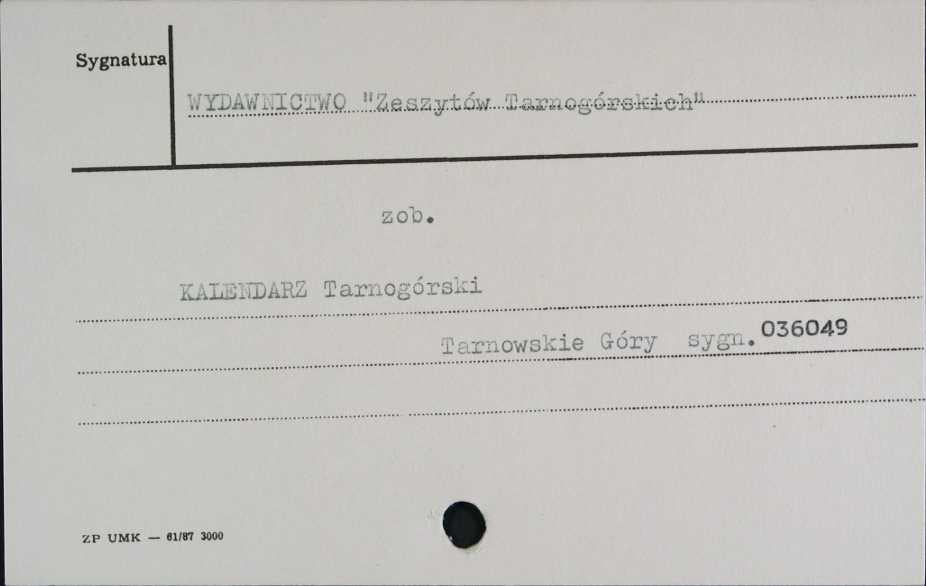 Sygnatura
WYDAWNICTWO "Zeszytów Tarnogórskich"
zob.
KALENDARZ Tarnogórski
Tarnowskie Góry sygn. 036049
ZP UMK — 61/87 3000